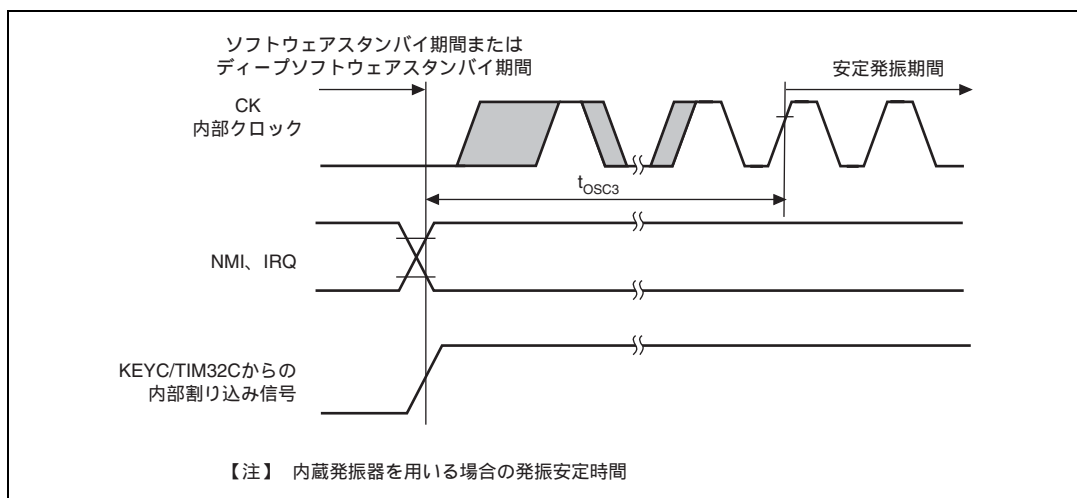 ソフトウェアスタンバイ期間または
ディープソフトウェアスタンバイ期間
安定発振期間
CK
内部クロック
tOSC3
NMI、IRQ
KEYC/TIM32Cからの
内部割り込み信号
【注】 内蔵発振器を用いる場合の発振安定時間